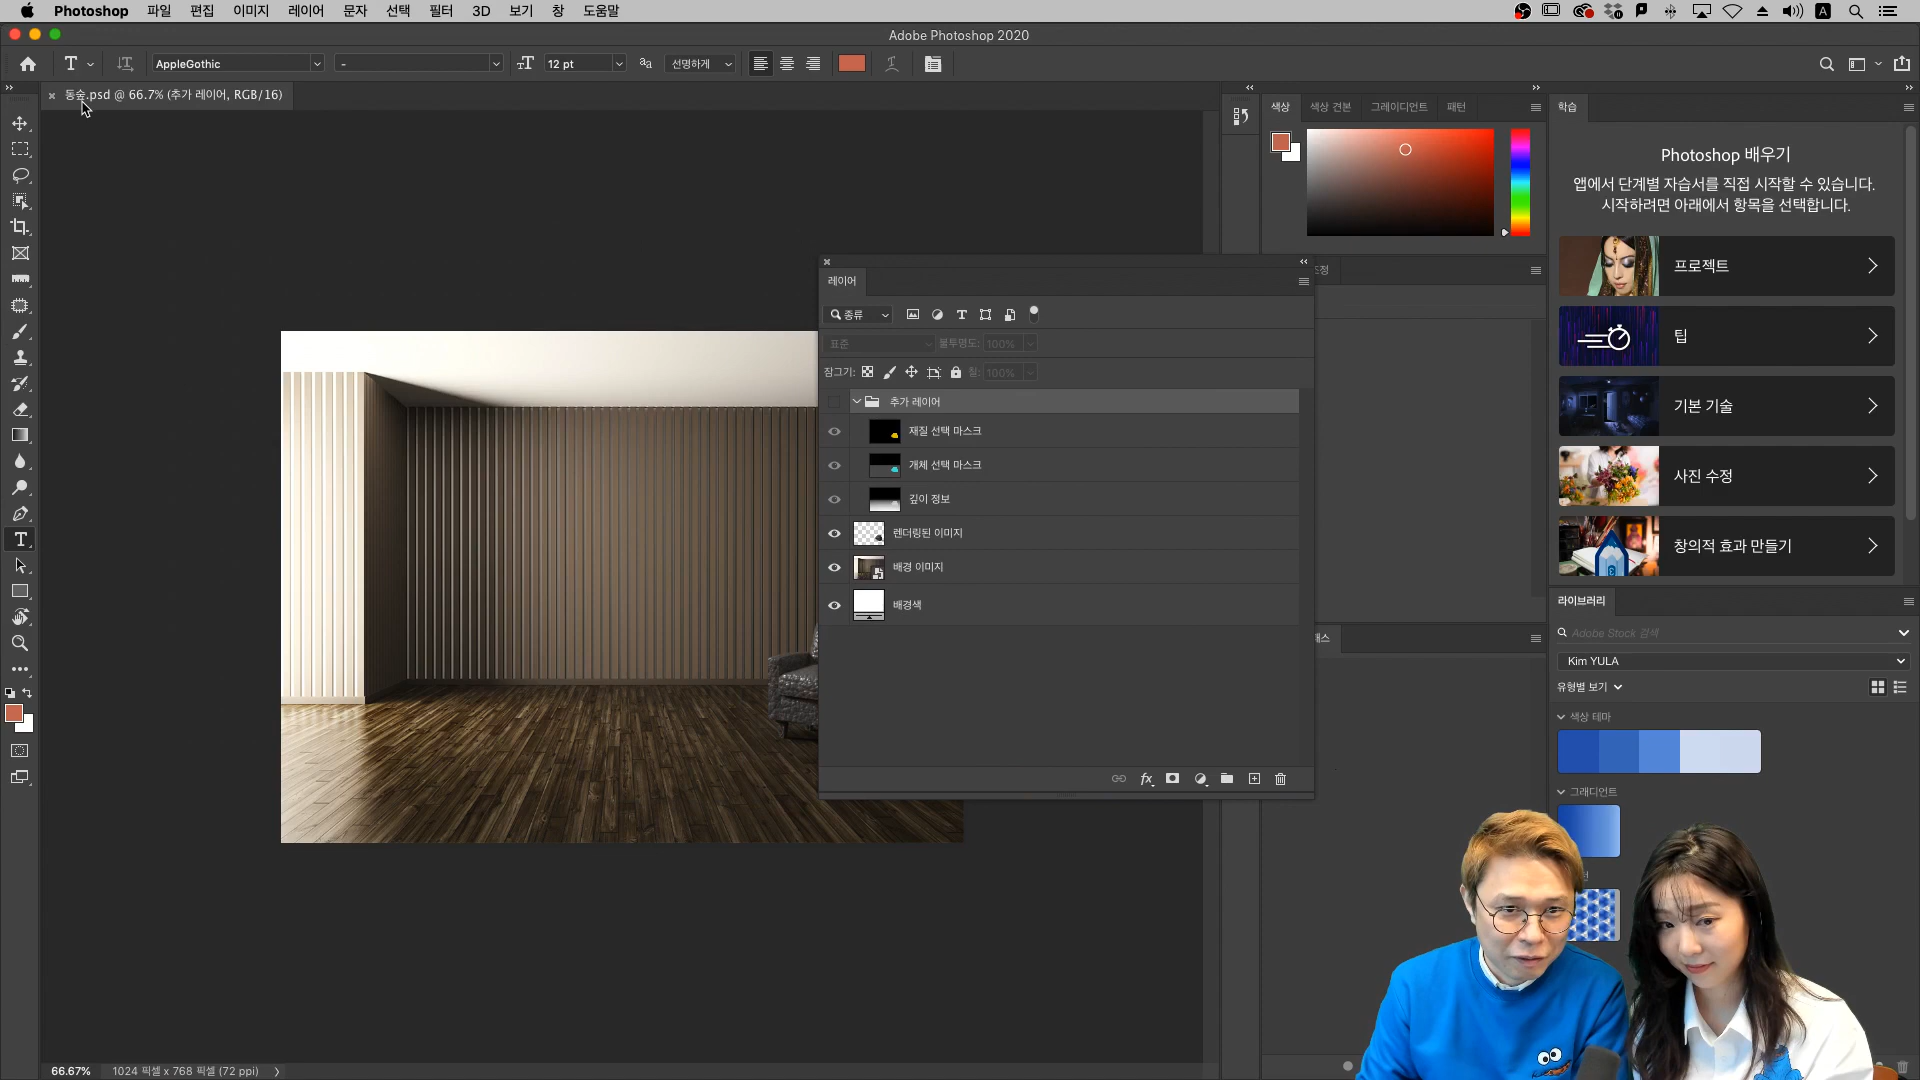 Photoshop 파일 편집 이미지 레이어 문자 선택 필터 3D 보기 창 도움말
A
Adobe Photoshop 2020
AppleGothic - 12 pt aa 선명하게
동숲.psd @ 66.7% (추가 레이어, RGB/16)
색상 색상 견본 그레이디언트 패턴
학습
Photoshop 배우기
앱에서 단계별 자습서를 직접 시작할 수 있습니다.
시작하려면 아래에서 항목을 선택합니다.
프로젝트
팁
기본 기술
사진 수정
창의적 효과 만들기
레이어
종류
표준 불투명도: 100%
잠그기: 칠: 100%
추가 레이어
재질 선택 마스크
개체 선택 마스크
깊이 정보
렌더링된 이미지
배경 이미지
배경색
fx
라이브러리
Adobe Stock 검색
Kim YULA
유형별 보기
색상 테마
그래디언트
66.67% 1024 픽셀 x 768 픽셀 (72 ppi)